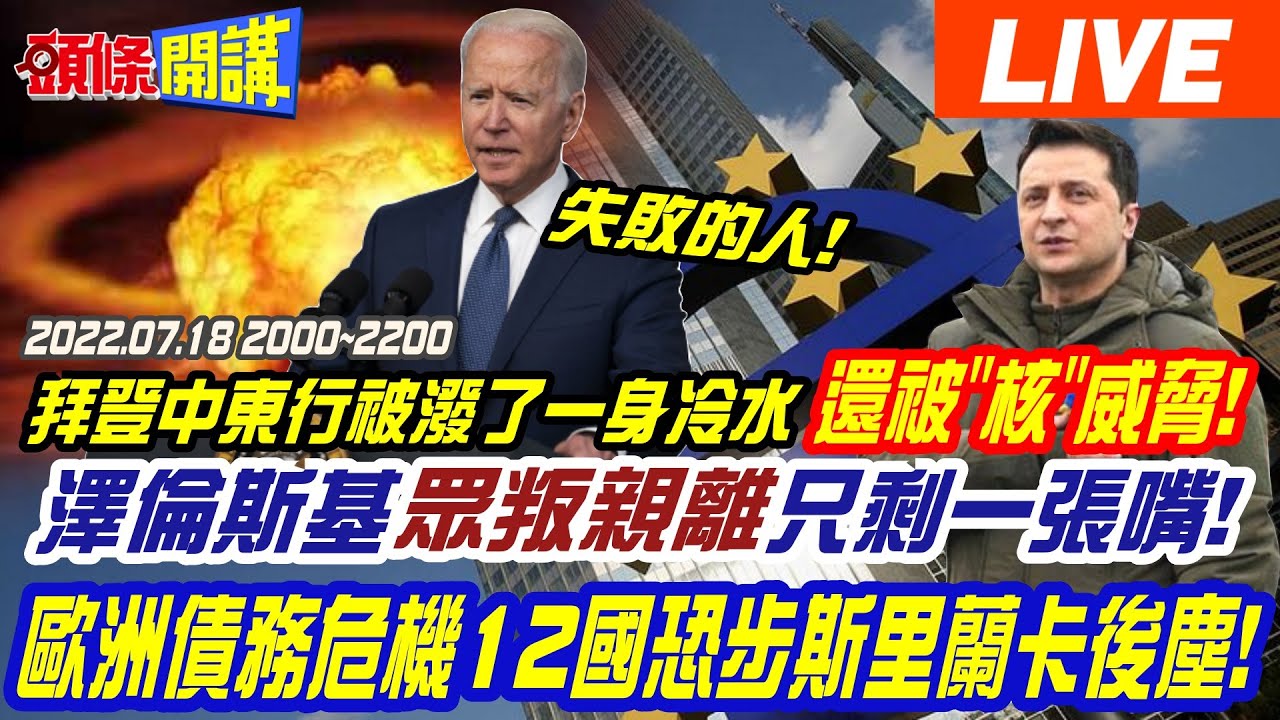 頭條開講
LIVE
失敗的人!
2022.07.18 2000~2200
拜登中東行被潑了一身冷水 還被"核"威脅!
澤倫斯基眾叛親離只剩一張嘴!
歐洲債務危機12國恐步斯里蘭卡後塵!